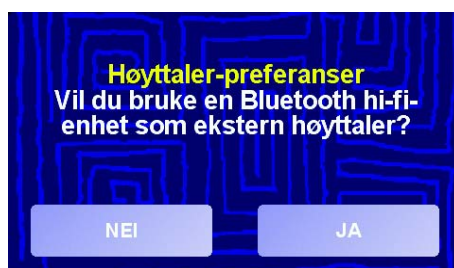 Høyttaler-preferanser
Vil du bruke en Bluetooth hi-fi-
enhet som ekstern høyttaler?
NEI JA